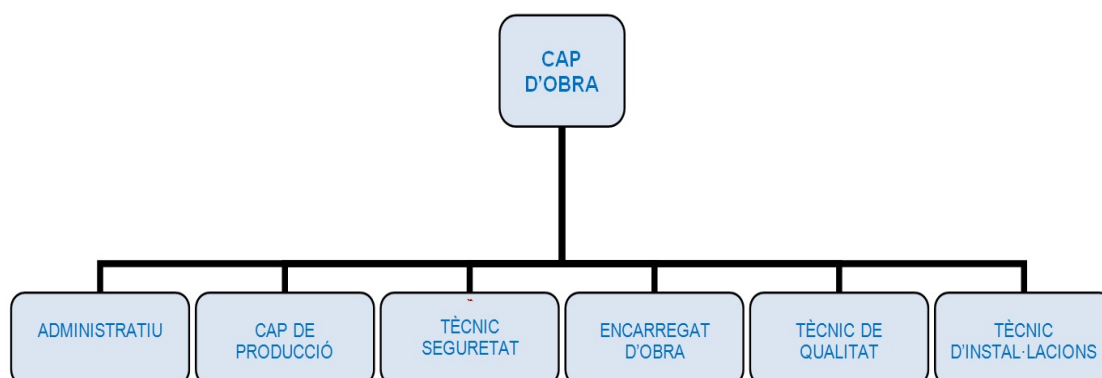 CAP
D'OBRA
ADMINISTRATIU
CAP DE
PRODUCCIÓ
TÈCNIC
SEGURETAT
ENCARREGAT
D'OBRA
TÈCNIC DE
QUALITAT
TÈCNIC
D'INSTAL·LACIONS